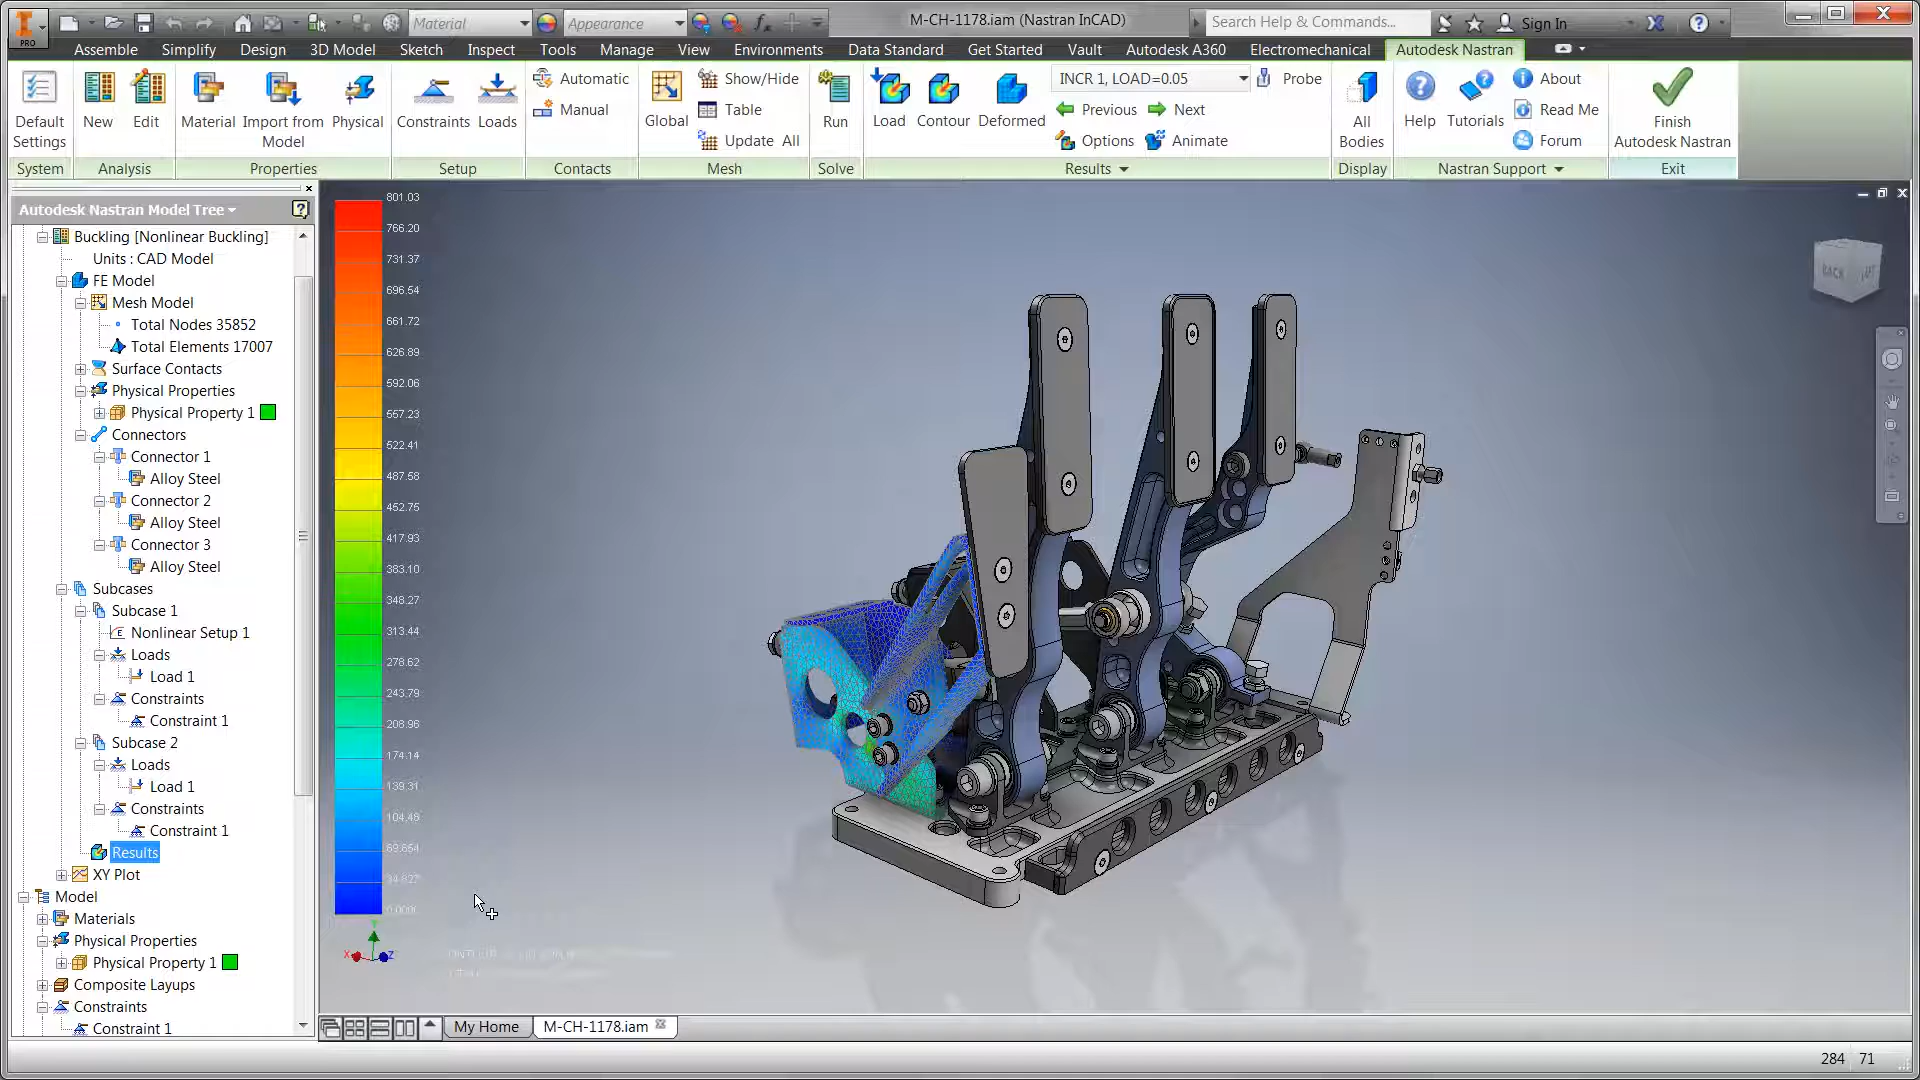 PRO
Material
Appearance
M-CH-1178.iam (Nastran InCAD)
Search Help & Commands...
Sign In
Assemble Simplify Design 3D Model Sketch Inspect Tools Manage View Environments Data Standard Get Started Vault Autodesk A360 Electromechanical Autodesk Nastran
Default Settings
New
Edit
Material
Import from Model
Physical
Constraints
Loads
Automatic
Manual
Global
Show/Hide
Table
Update All
Run
Load
Contour
Deformed
INCR 1, LOAD=0.05
Probe
Previous
Next
Options
Animate
All Bodies
Help
Tutorials
About
Read Me
Forum
Finish Autodesk Nastran
System Analysis Properties Setup Contacts Mesh Solve Results Display Nastran Support Exit
Autodesk Nastran Model Tree
Buckling [Nonlinear Buckling]
Units : CAD Model
FE Model
Mesh Model
Total Nodes 35852
Total Elements 17007
Surface Contacts
Physical Properties
Physical Property 1
Connectors
Connector 1
Alloy Steel
Connector 2
Alloy Steel
Connector 3
Alloy Steel
Subcases
Subcase 1
Nonlinear Setup 1
Loads
Load 1
Constraints
Constraint 1
Subcase 2
Loads
Load 1
Constraints
Constraint 1
Results
XY Plot
Model
Materials
Physical Properties
Physical Property 1
Composite Layups
Constraints
Constraint 1
801.03
766.20
731.37
696.54
661.72
626.89
592.06
557.23
522.41
487.58
452.75
417.93
383.10
348.27
313.44
278.62
243.79
208.96
174.14
139.31
104.48
69.654
34.827
0.0000
X
Y
Z
BACK
My Home
M-CH-1178.iam
284 71